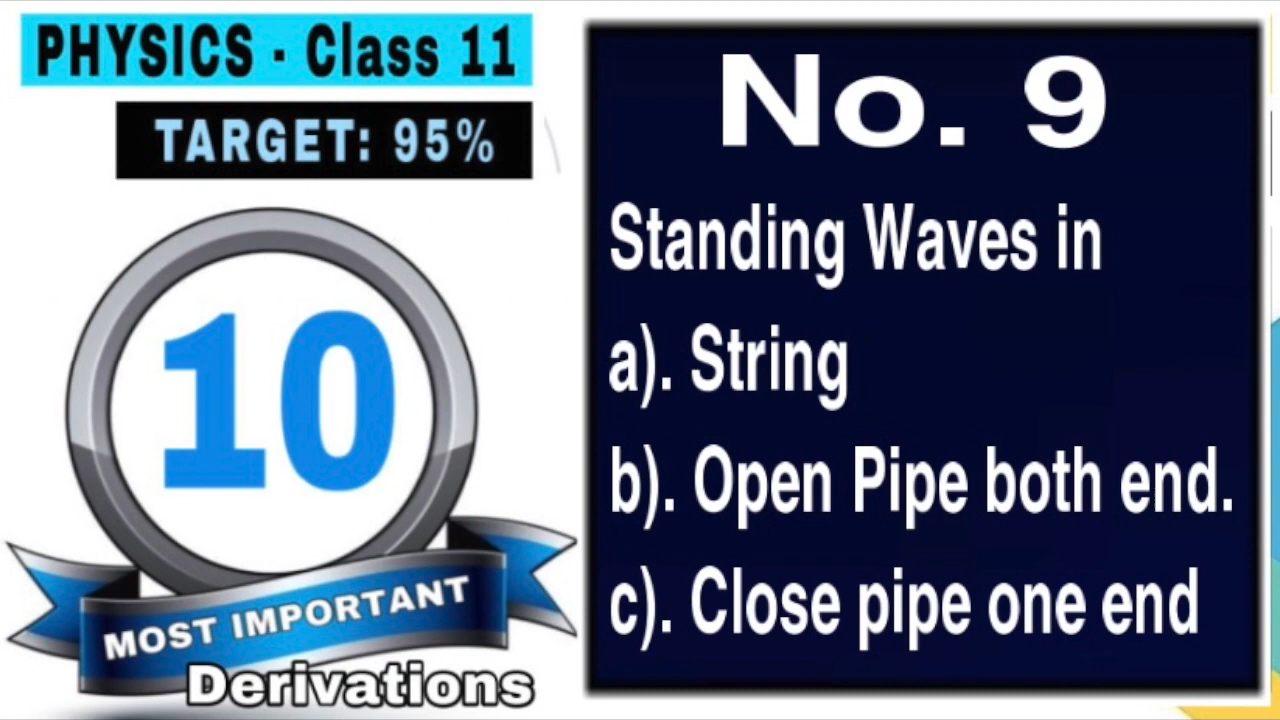 PHYSICS - Class 11
TARGET: 95%
10
MOST IMPORTANT
Derivations
No. 9
Standing Waves in
a). String
b). Open Pipe both end.
c). Close pipe one end